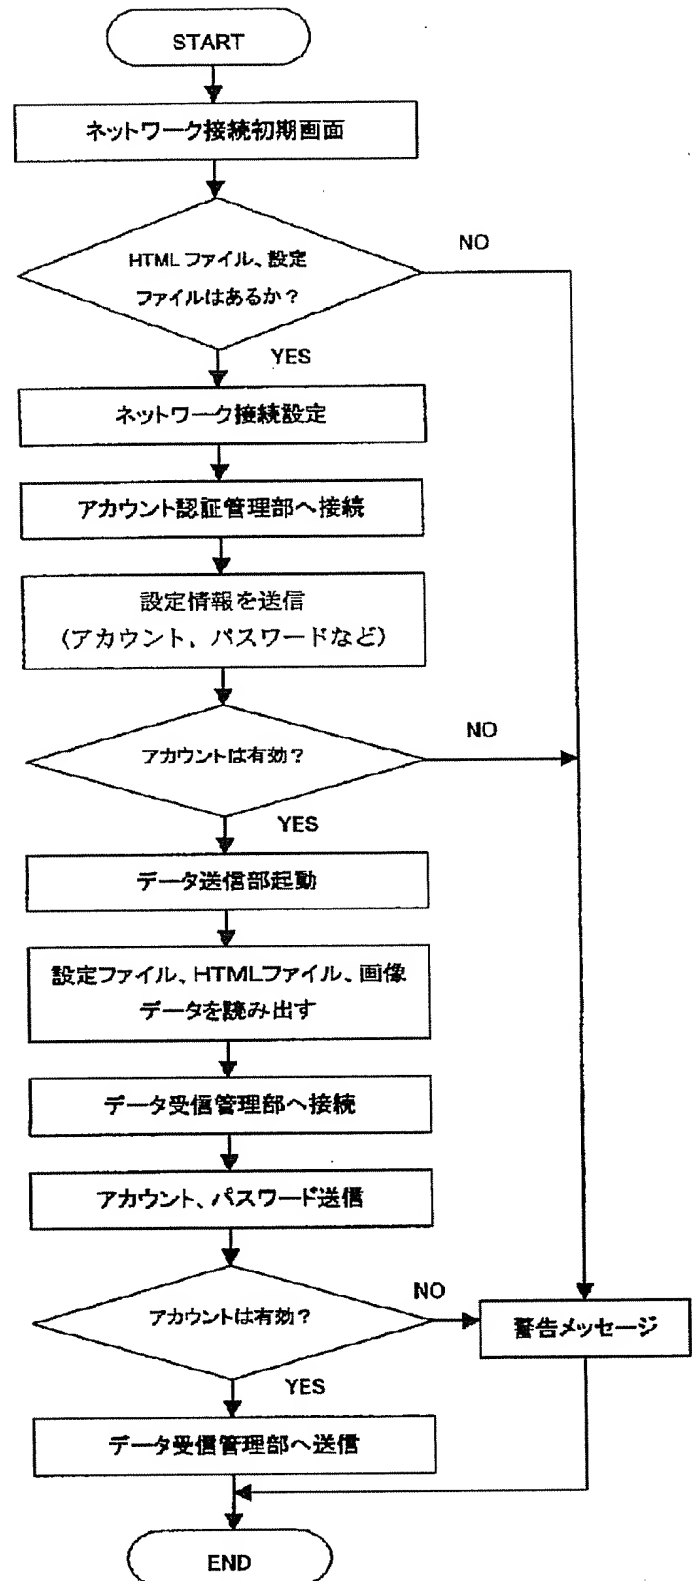 START
ネットワーク接続初期画面
HTML ファイル、設定
ファイルはあるか？
NO
YES
ネットワーク接続設定
アカウント認証管理部へ接続
設定情報を送信
（アカウント、パスワードなど）
アカウントは有効？
NO
YES
データ送信部起動
設定ファイル、HTMLファイル、画像
データを読み出す
データ受信管理部へ接続
アカウント、パスワード送信
アカウントは有効？
NO
警告メッセージ
YES
データ受信管理部へ送信
END